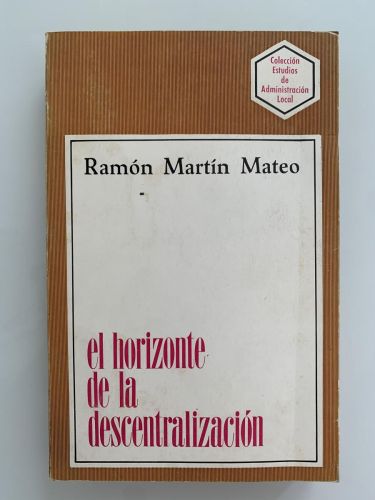 Colección
Estudios
de
Administración
Local
Ramón Martín Mateo
el horizonte
de la
descentralización